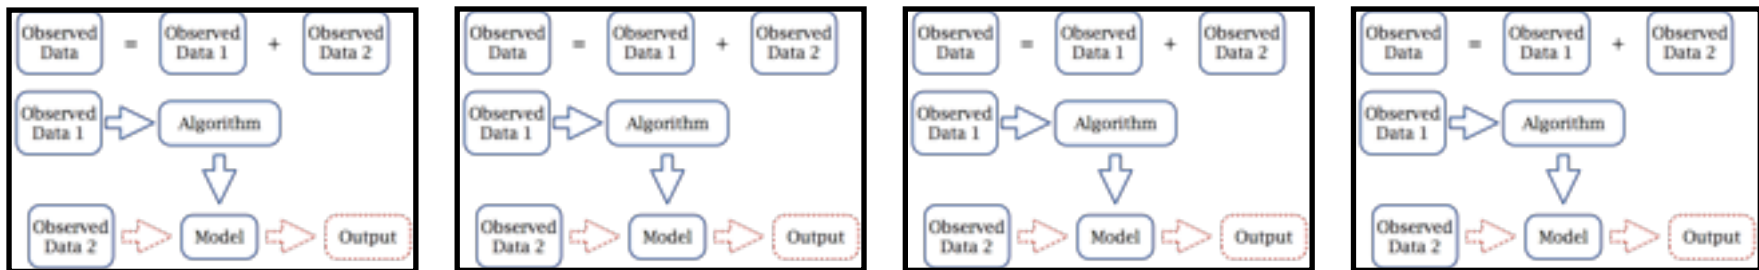 Observed Data = Observed Data 1 + Observed Data 2
Observed Data 1 Algorithm
Observed Data 2 Model Output
Observed Data = Observed Data 1 + Observed Data 2
Observed Data 1 Algorithm
Observed Data 2 Model Output
Observed Data = Observed Data 1 + Observed Data 2
Observed Data 1 Algorithm
Observed Data 2 Model Output
Observed Data = Observed Data 1 + Observed Data 2
Observed Data 1 Algorithm
Observed Data 2 Model Output